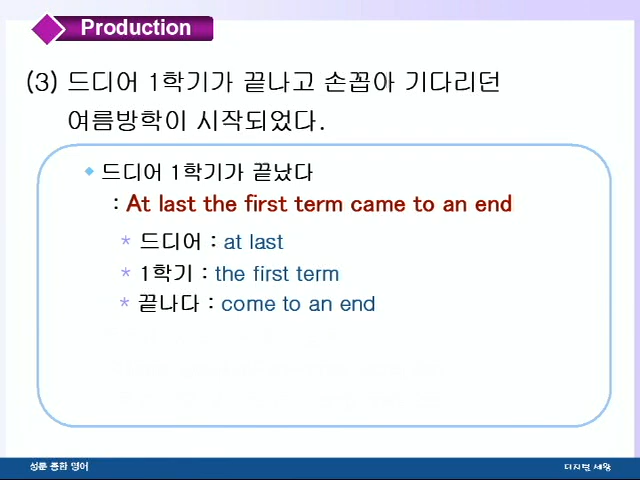 Production
(3) 드디어 1학기가 끝나고 손꼽아 기다리던
여름방학이 시작되었다.
드디어 1학기가 끝났다
: At last the first term came to an end
* 드디어 : at last
* 1학기 : the first term
* 끝나다 : come to an end
성문 종합 영어
디지털 세왕